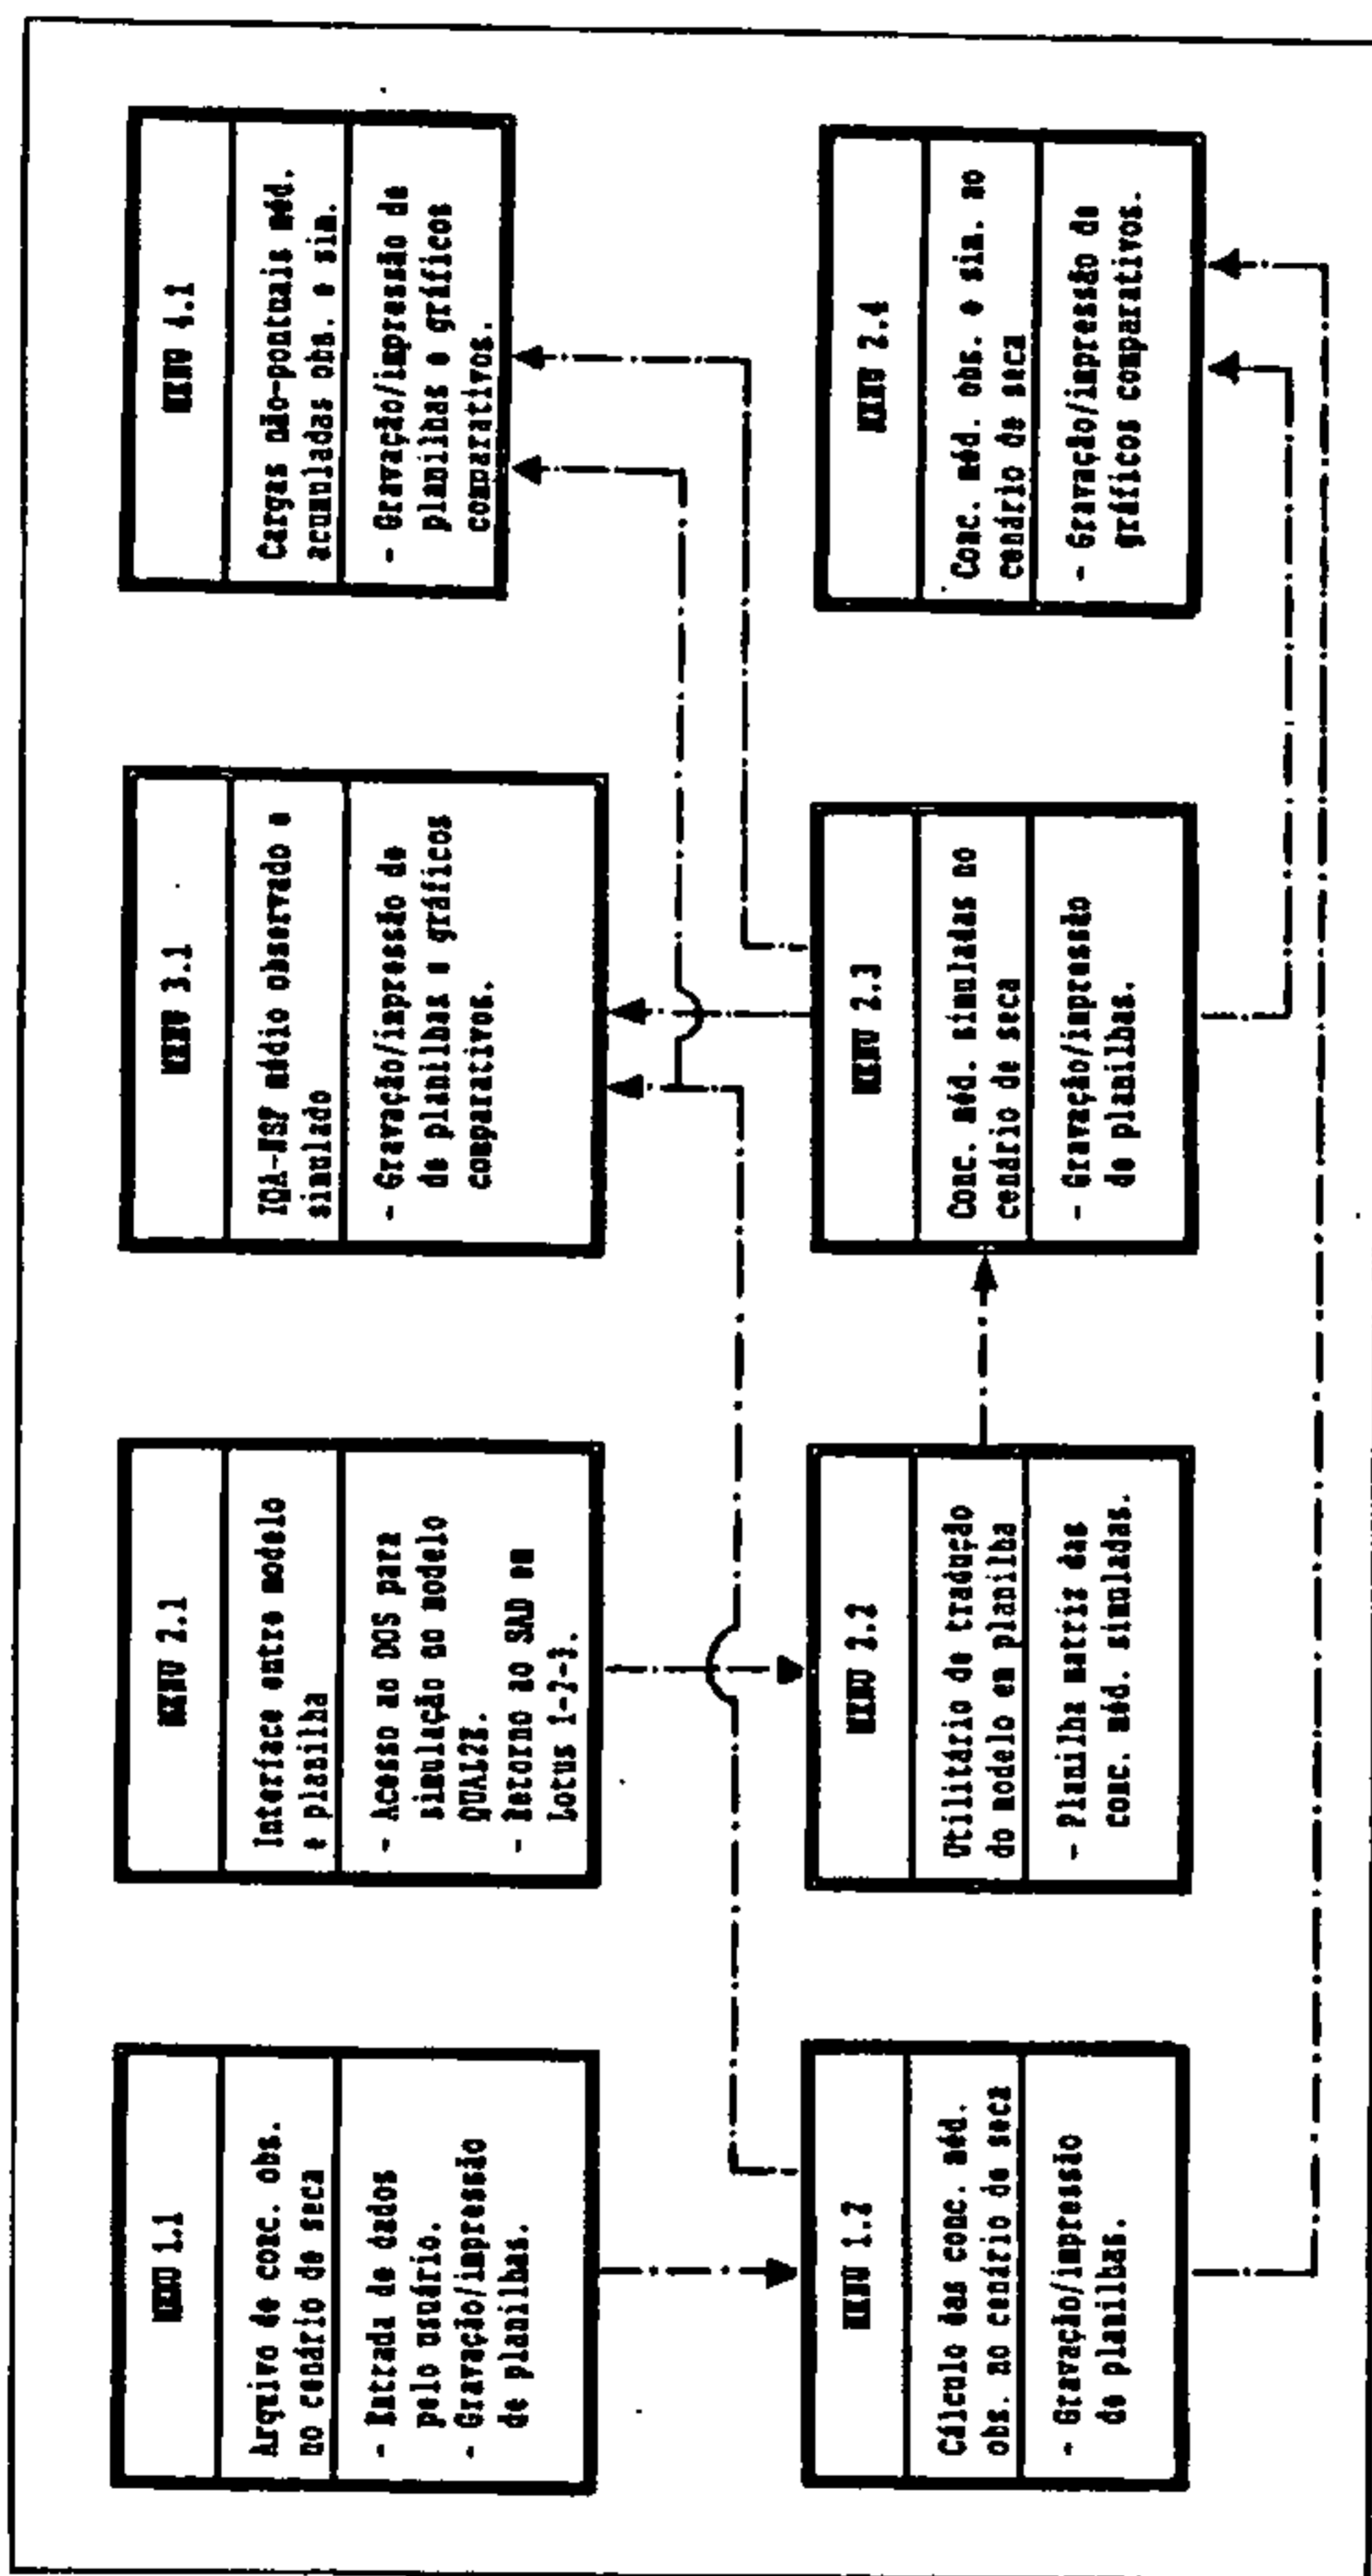 MENU 1.1
Arquivo de conc. obs.
no cenário de seca
- Entrada de dados
pelo usuário.
- Gravação/impressão
de planilhas.
MENU 2.1
Interface entre modelo
e planilha
- Acesso ao DOS para
simulação no modelo
QUAL2E.
- Retorno ao SAD em
Lotus 1-2-3.
MENU 3.1
IQA-NSF médio observado e
simulado
- Gravação/impressão de
de planilhas e gráficos
comparativos.
MENU 4.1
Cargas não-pontuais méd.
acumuladas obs. e sim.
- Gravação/impressão de
planilhas e gráficos
comparativos.
MENU 1.2
Cálculo das conc. méd.
obs. no cenário de seca
- Gravação/impressão
de planilhas.
MENU 2.2
Utilitário de tradução
do modelo em planilha
- Planilha matriz das
conc. méd. simuladas.
MENU 2.3
Conc. méd. simuladas no
cenário de seca
- Gravação/impressão
de planilhas.
MENU 2.4
Conc. méd. obs. e sim. no
cenário de seca
- Gravação/impressão de
gráficos comparativos.